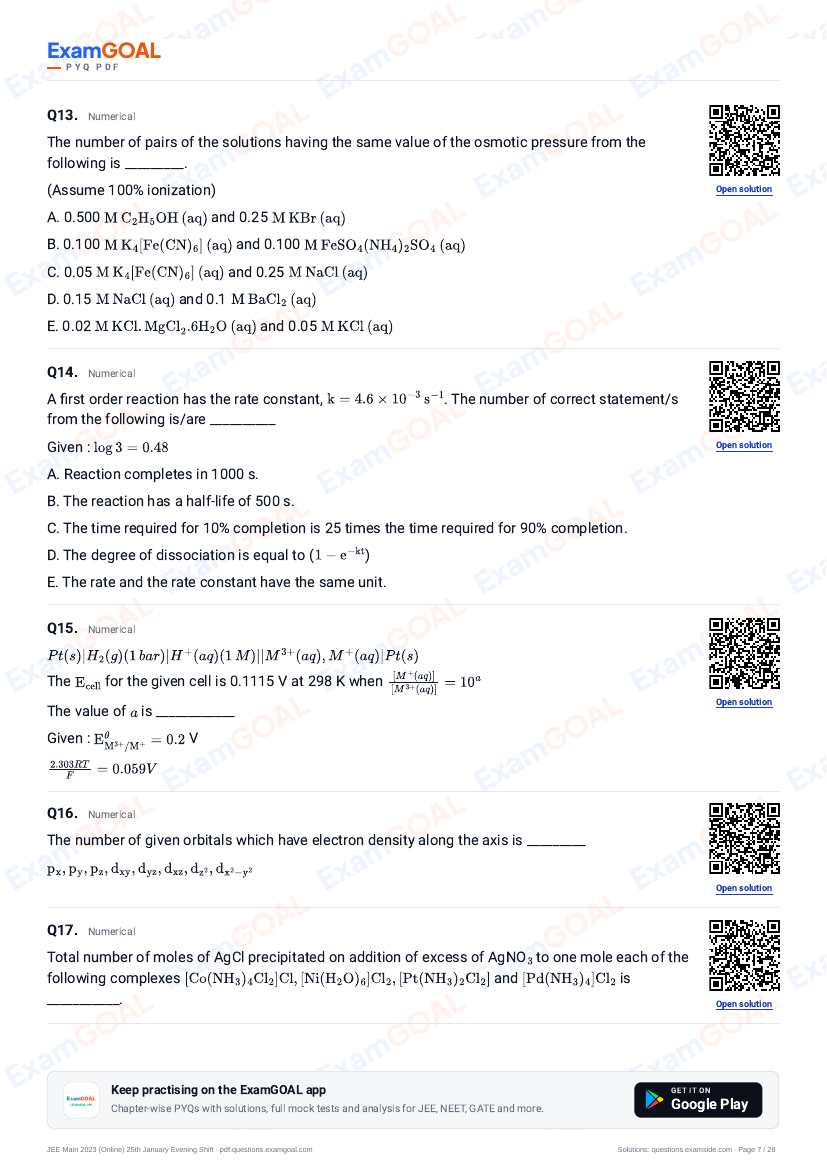 ExamGOAL
PYQ PDF
Q13. Numerical
The number of pairs of the solutions having the same value of the osmotic pressure from the
following is _________.
(Assume 100% ionization)
A. 0.500 M C₂H₅OH (aq) and 0.25 M KBr (aq)
B. 0.100 M K₄[Fe(CN)₆] (aq) and 0.100 M FeSO₄(NH₄)₂SO₄ (aq)
C. 0.05 M K₄[Fe(CN)₆] (aq) and 0.25 M NaCl (aq)
D. 0.15 M NaCl (aq) and 0.1 M BaCl₂ (aq)
E. 0.02 M KCl. MgCl₂.6H₂O (aq) and 0.05 M KCl (aq)
Open solution
Q14. Numerical
A first order reaction has the rate constant, k = 4.6 × 10⁻³ s⁻¹. The number of correct statement/s
from the following is/are __________
Given : log 3 = 0.48
A. Reaction completes in 1000 s.
B. The reaction has a half-life of 500 s.
C. The time required for 10% completion is 25 times the time required for 90% completion.
D. The degree of dissociation is equal to (1 − e⁻ᵏᵗ)
E. The rate and the rate constant have the same unit.
Open solution
Q15. Numerical
Pt(s)|H₂(g)(1 bar)|H⁺(aq)(1 M)||M³⁺(aq), M⁺(aq)|Pt(s)
The E_cell for the given cell is 0.1115 V at 298 K when [M⁺(aq)]/[M³⁺(aq)] = 10ᵃ
The value of a is ____________
Given : E^θ_M³⁺/M⁺ = 0.2 V
2.303RT/F = 0.059V
Open solution
Q16. Numerical
The number of given orbitals which have electron density along the axis is _________
pₓ, p_y, p_z, d_xy, d_yz, d_xz, d_z², d_x²−y²
Open solution
Q17. Numerical
Total number of moles of AgCl precipitated on addition of excess of AgNO₃ to one mole each of the
following complexes [Co(NH₃)₄Cl₂]Cl, [Ni(H₂O)₆]Cl₂, [Pt(NH₃)₂Cl₂] and [Pd(NH₃)₄]Cl₂ is
___________.
Open solution
Keep practising on the ExamGOAL app
Chapter-wise PYQs with solutions, full mock tests and analysis for JEE, NEET, GATE and more.
GET IT ON
Google Play
JEE Main 2023 (Online) 25th January Evening Shift · pdf.questions.examgoal.com
Solutions: questions.examside.com · Page 7 / 26